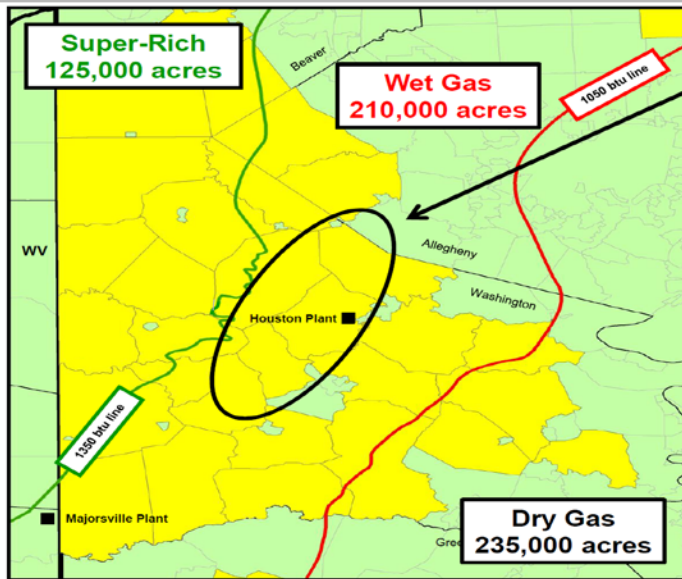 Super-Rich
125,000 acres
Beaver
Wet Gas
210,000 acres
1050 btu line
WV
Allegheny
Washington
Houston Plant
1350 btu line
Majorsville Plant
Dry Gas
235,000 acres